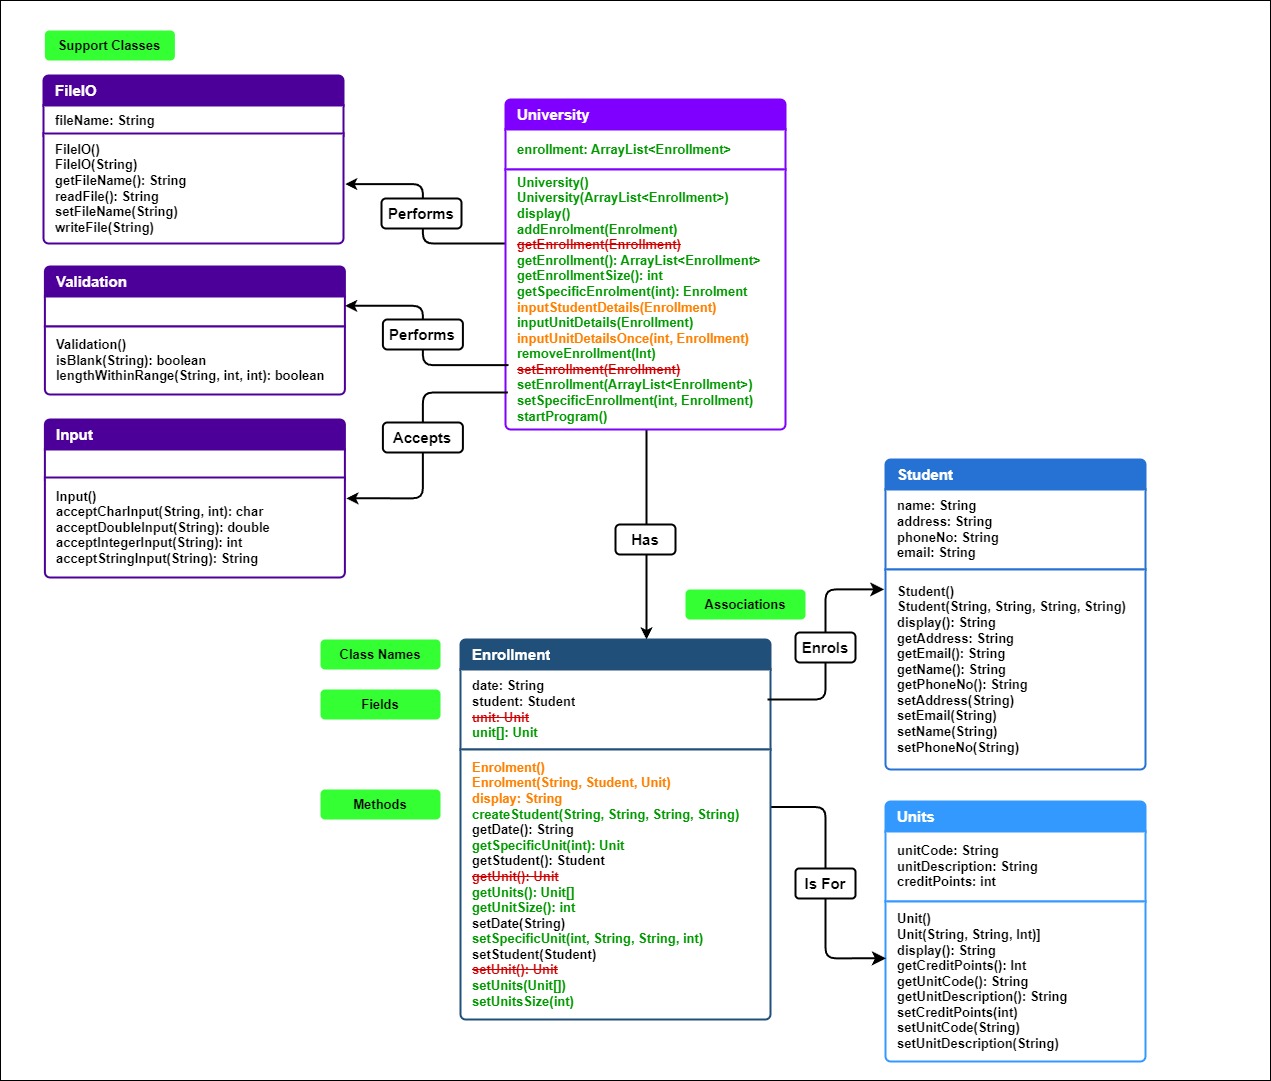 Support Classes
FileIO
fileName: String
FileIO()
FileIO(String)
getFileName(): String
readFile(): String
setFileName(String)
writeFile(String)
University
enrollment: ArrayList<Enrollment>
University()
University(ArrayList<Enrollment>)
display()
addEnrolment(Enrolment)
getEnrollment(Enrollment)
getEnrollment(): ArrayList<Enrollment>
getEnrollmentSize(): int
getSpecificEnrolment(int): Enrolment
inputStudentDetails(Enrollment)
inputUnitDetails(Enrollment)
inputUnitDetailsOnce(int, Enrollment)
removeEnrollment(Int)
setEnrollment(Enrollment)
setEnrollment(ArrayList<Enrollment>)
setSpecificEnrollment(int, Enrollment)
startProgram()
Performs
Validation
Validation()
isBlank(String): boolean
lengthWithinRange(String, int, int): boolean
Performs
Input
Input()
acceptCharInput(String, int): char
acceptDoubleInput(String): double
acceptIntegerInput(String): int
acceptStringInput(String): String
Accepts
Has
Associations
Student
name: String
address: String
phoneNo: String
email: String
Student()
Student(String, String, String, String)
display(): String
getAddress: String
getEmail(): String
getName(): String
getPhoneNo(): String
setAddress(String)
setEmail(String)
setName(String)
setPhoneNo(String)
Enrols
Class Names
Fields
Methods
Enrollment
date: String
student: Student
unit: Unit
unit[]: Unit
Enrolment()
Enrolment(String, Student, Unit)
display: String
createStudent(String, String, String, String)
getDate(): String
getSpecificUnit(int): Unit
getStudent(): Student
getUnit(): Unit
getUnits(): Unit[]
getUnitSize(): int
setDate(String)
setSpecificUnit(int, String, String, int)
setStudent(Student)
setUnit(): Unit
setUnits(Unit[])
setUnitsSize(int)
Is For
Units
unitCode: String
unitDescription: String
creditPoints: int
Unit()
Unit(String, String, Int)]
display(): String
getCreditPoints(): Int
getUnitCode(): String
getUnitDescription(): String
setCreditPoints(int)
setUnitCode(String)
setUnitDescription(String)